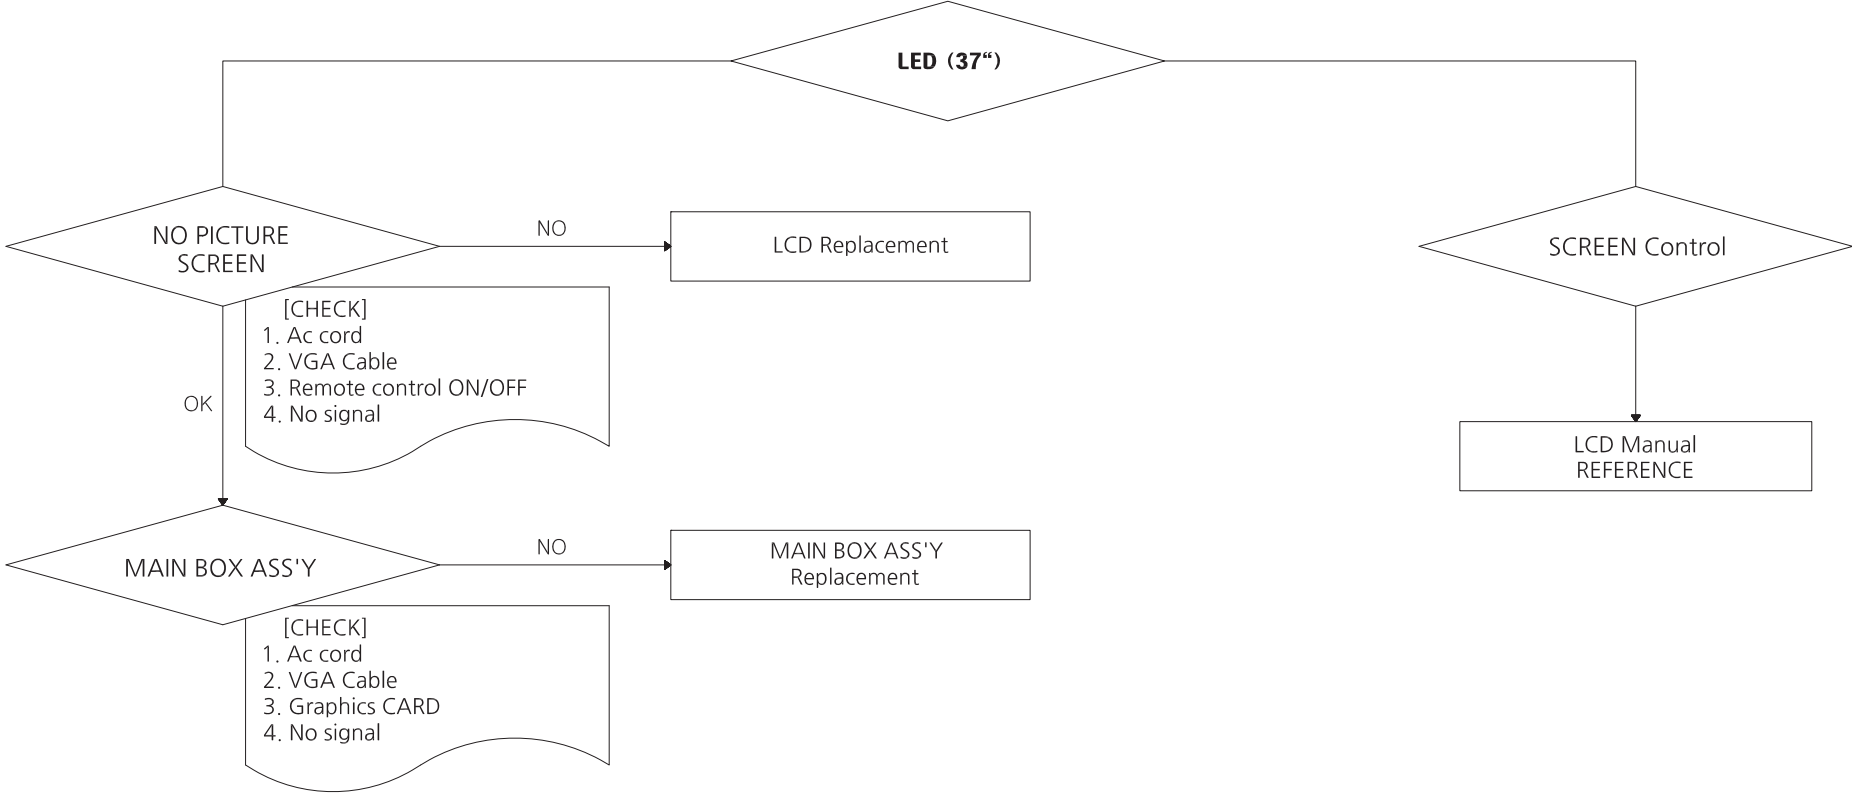 LED (37“)
NO PICTURE
SCREEN
NO
LCD Replacement
SCREEN Control
[CHECK]
1. Ac cord
2. VGA Cable
3. Remote control ON/OFF
4. No signal
OK
LCD Manual
REFERENCE
MAIN BOX ASS'Y
NO
MAIN BOX ASS'Y
Replacement
[CHECK]
1. Ac cord
2. VGA Cable
3. Graphics CARD
4. No signal